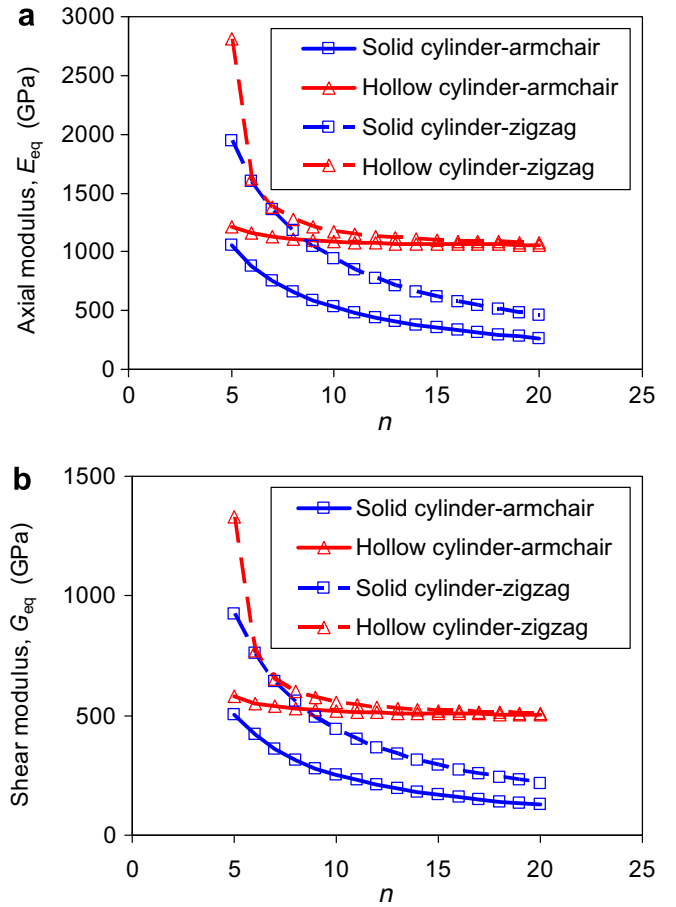 a
3000
2500
2000
1500
1000
500
0
Axial modulus, E_eq (GPa)
Solid cylinder-armchair
Hollow cylinder-armchair
Solid cylinder-zigzag
Hollow cylinder-zigzag
0 5 10 15 20 25
n
b
1500
1000
500
0
Shear modulus, G_eq (GPa)
Solid cylinder-armchair
Hollow cylinder-armchair
Solid cylinder-zigzag
Hollow cylinder-zigzag
0 5 10 15 20 25
n